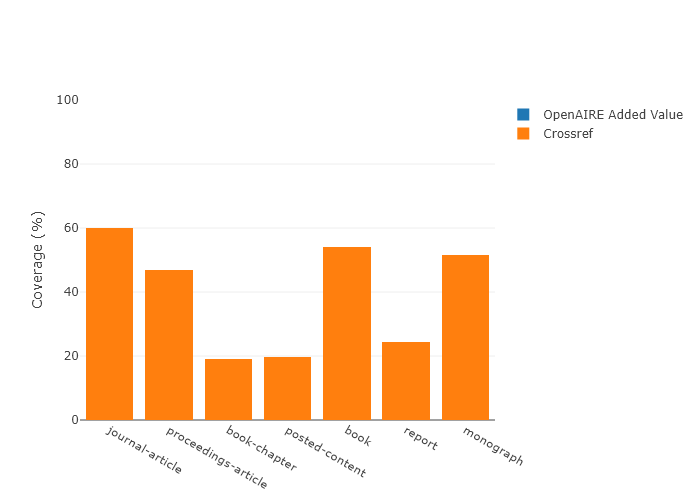 100
80
60
40
20
0
Coverage (%)
journal-article
proceedings-article
book-chapter
posted-content
book
report
monograph
OpenAIRE Added Value
Crossref